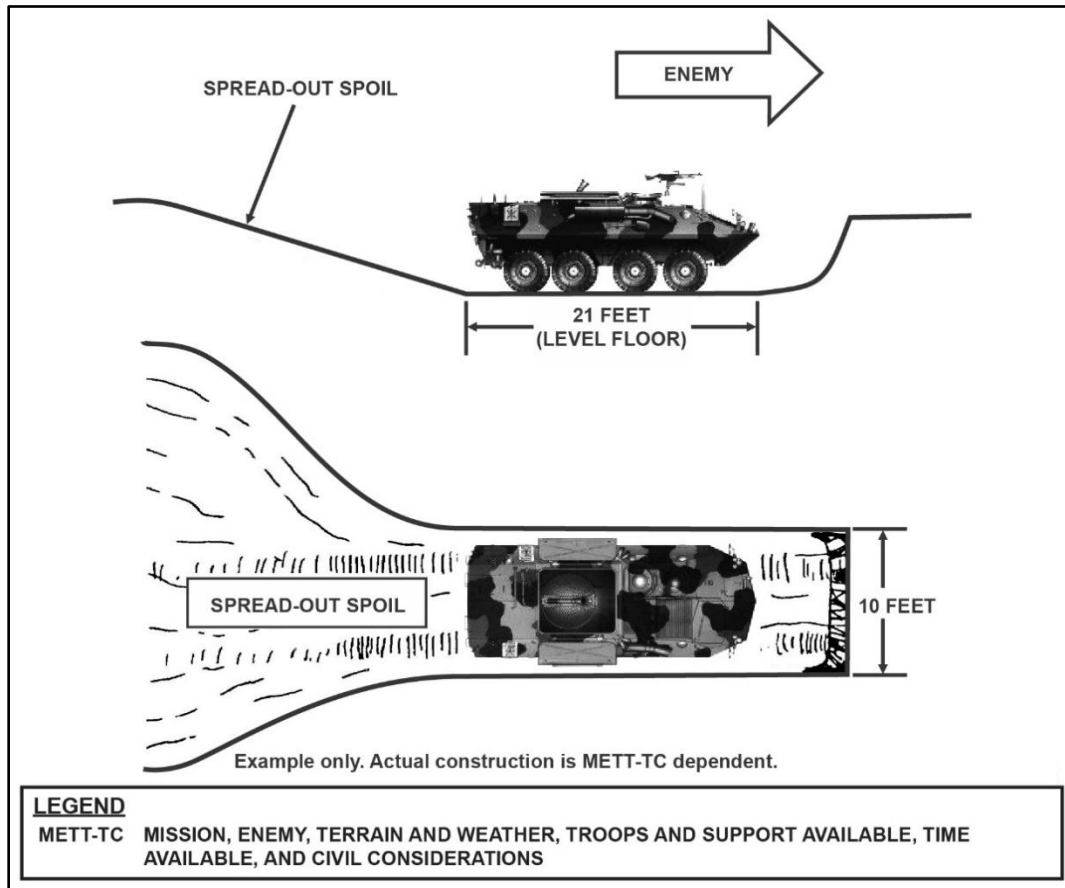 ENEMY
SPREAD-OUT SPOIL
21 FEET
(LEVEL FLOOR)
SPREAD-OUT SPOIL
10 FEET
Example only. Actual construction is METT-TC dependent.
LEGEND
METT-TC MISSION, ENEMY, TERRAIN AND WEATHER, TROOPS AND SUPPORT AVAILABLE, TIME
AVAILABLE, AND CIVIL CONSIDERATIONS